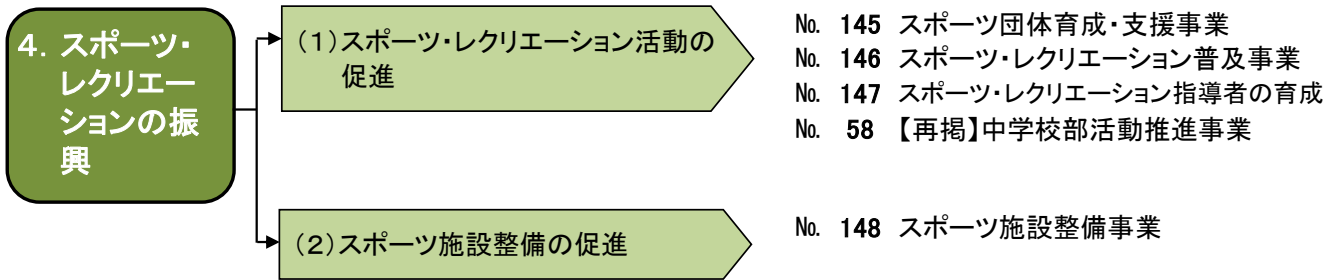 ４．スポーツ・
レクリエー
ションの振
興
（１）スポーツ・レクリエーション活動の
促進
№ 145 スポーツ団体育成・支援事業
№ 146 スポーツ・レクリエーション普及事業
№ 147 スポーツ・レクリエーション指導者の育成
№ 58 【再掲】中学校部活動推進事業
（２）スポーツ施設整備の促進
№ 148 スポーツ施設整備事業